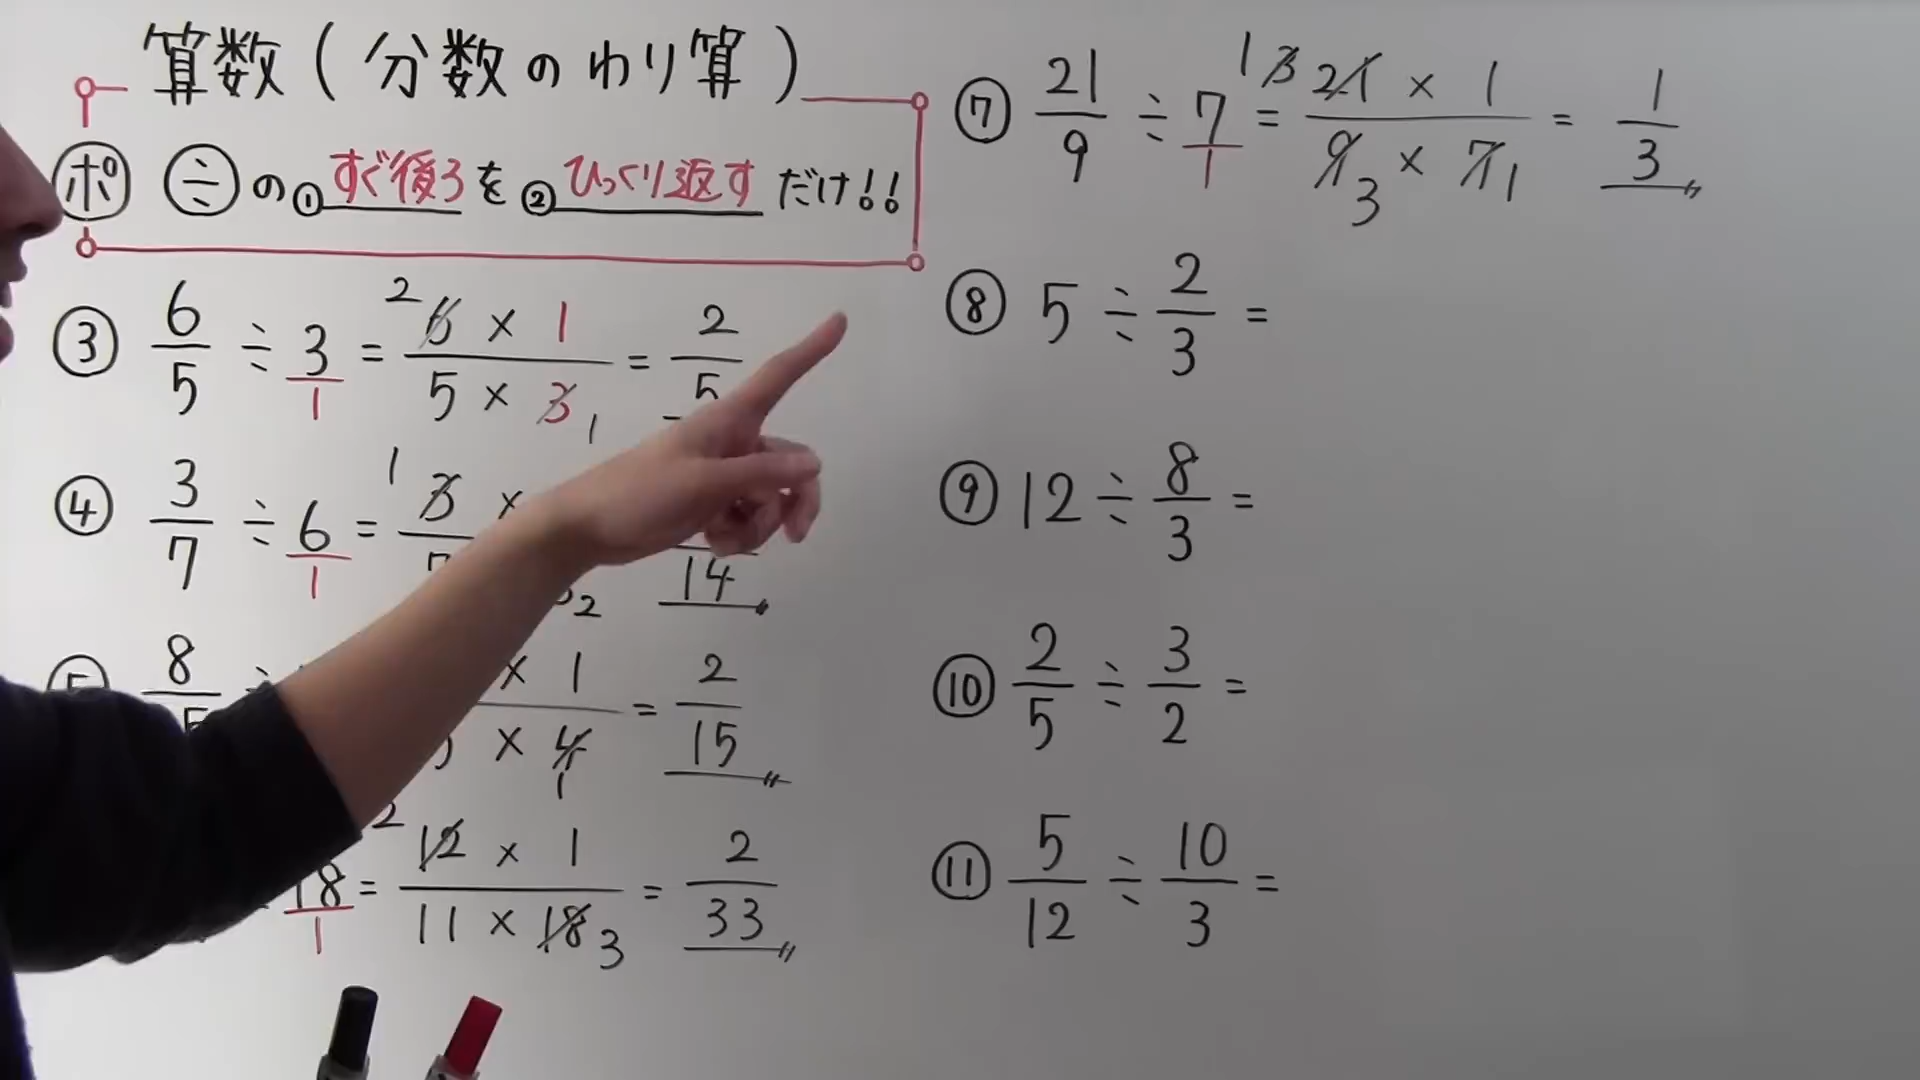 算数(分数のわり算)
ポ ÷の①すぐ後ろを②ひっくり返すだけ!!
③ 6/5 ÷ 3/1 = 2 6 × 1 / 5 × 3 1 = 2/5
④ 3/7 ÷ 6/1 = 1 3 × / 7 2 = /14
8 ÷ × 1 / × 4 1 = 2/15
18/1 = 2 12 × 1 / 11 × 18 3 = 2/33
⑦ 21/9 ÷ 7/1 = 1 3 21 × 1 / 9 3 × 7 1 = 1/3
⑧ 5 ÷ 2/3 =
⑨ 12 ÷ 8/3 =
⑩ 2/5 ÷ 3/2 =
⑪ 5/12 ÷ 10/3 =